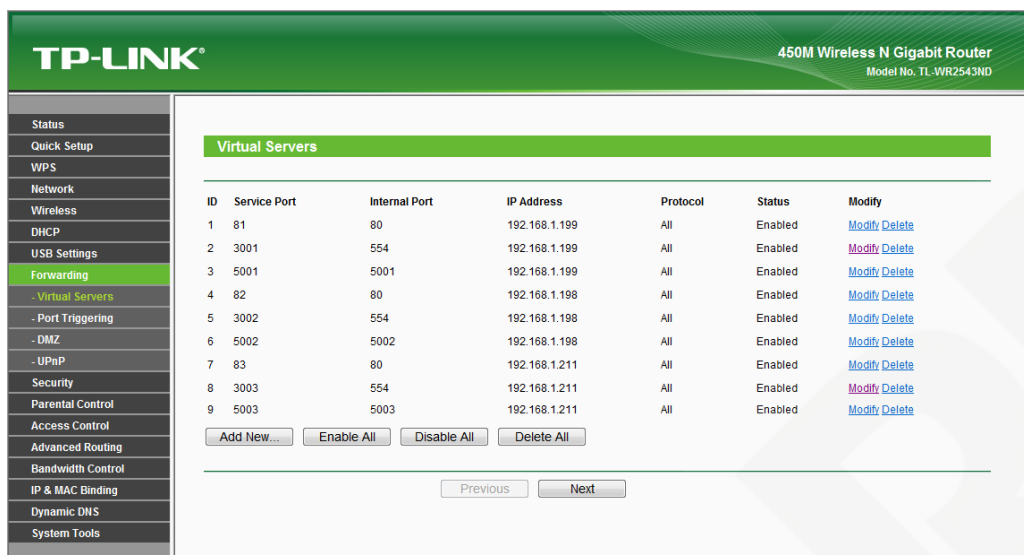 TP-LINK®
450M Wireless N Gigabit Router
Model No. TL-WR2543ND
Status
Quick Setup
WPS
Network
Wireless
DHCP
USB Settings
Forwarding
- Virtual Servers
- Port Triggering
- DMZ
- UPnP
Security
Parental Control
Access Control
Advanced Routing
Bandwidth Control
IP & MAC Binding
Dynamic DNS
System Tools
Virtual Servers
ID Service Port Internal Port IP Address Protocol Status Modify
1 81 80 192.168.1.199 All Enabled Modify Delete
2 3001 554 192.168.1.199 All Enabled Modify Delete
3 5001 5001 192.168.1.199 All Enabled Modify Delete
4 82 80 192.168.1.198 All Enabled Modify Delete
5 3002 554 192.168.1.198 All Enabled Modify Delete
6 5002 5002 192.168.1.198 All Enabled Modify Delete
7 83 80 192.168.1.211 All Enabled Modify Delete
8 3003 554 192.168.1.211 All Enabled Modify Delete
9 5003 5003 192.168.1.211 All Enabled Modify Delete
Add New... Enable All Disable All Delete All
Previous Next